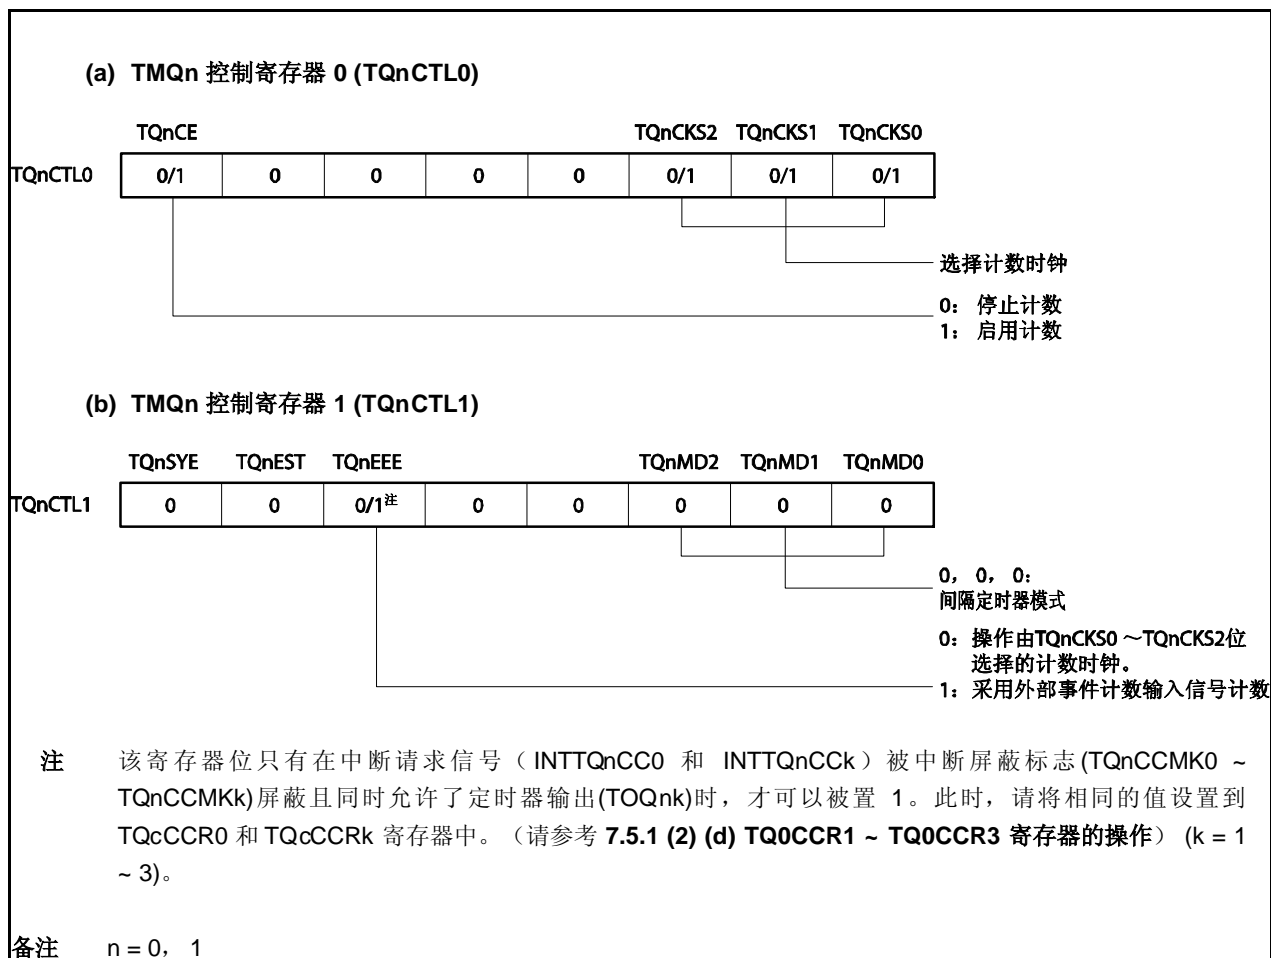 (a) TMQn 控制寄存器 0 (TQnCTL0)
TQnCE TQnCKS2 TQnCKS1 TQnCKS0
TQnCTL0 0/1 0 0 0 0 0/1 0/1 0/1
选择计数时钟
0： 停止计数
1： 启用计数
(b) TMQn 控制寄存器 1 (TQnCTL1)
TQnSYE TQnEST TQnEEE TQnMD2 TQnMD1 TQnMD0
TQnCTL1 0 0 0/1注 0 0 0 0 0
0， 0， 0：
间隔定时器模式
0：操作由TQnCKS0 ～TQnCKS2位
选择的计数时钟。
1：采用外部事件计数输入信号计数
注 该寄存器位只有在中断请求信号（ INTTQnCC0 和 INTTQnCCk）被中断屏蔽标志(TQnCCMK0 ~
TQnCCMKk)屏蔽且同时允许了定时器输出(TOQnk)时，才可以被置 1。此时，请将相同的值设置到
TQcCCR0 和 TQcCCRk 寄存器中。（请参考 7.5.1 (2) (d) TQ0CCR1 ~ TQ0CCR3 寄存器的操作） (k = 1
~ 3)。
备注 n = 0， 1